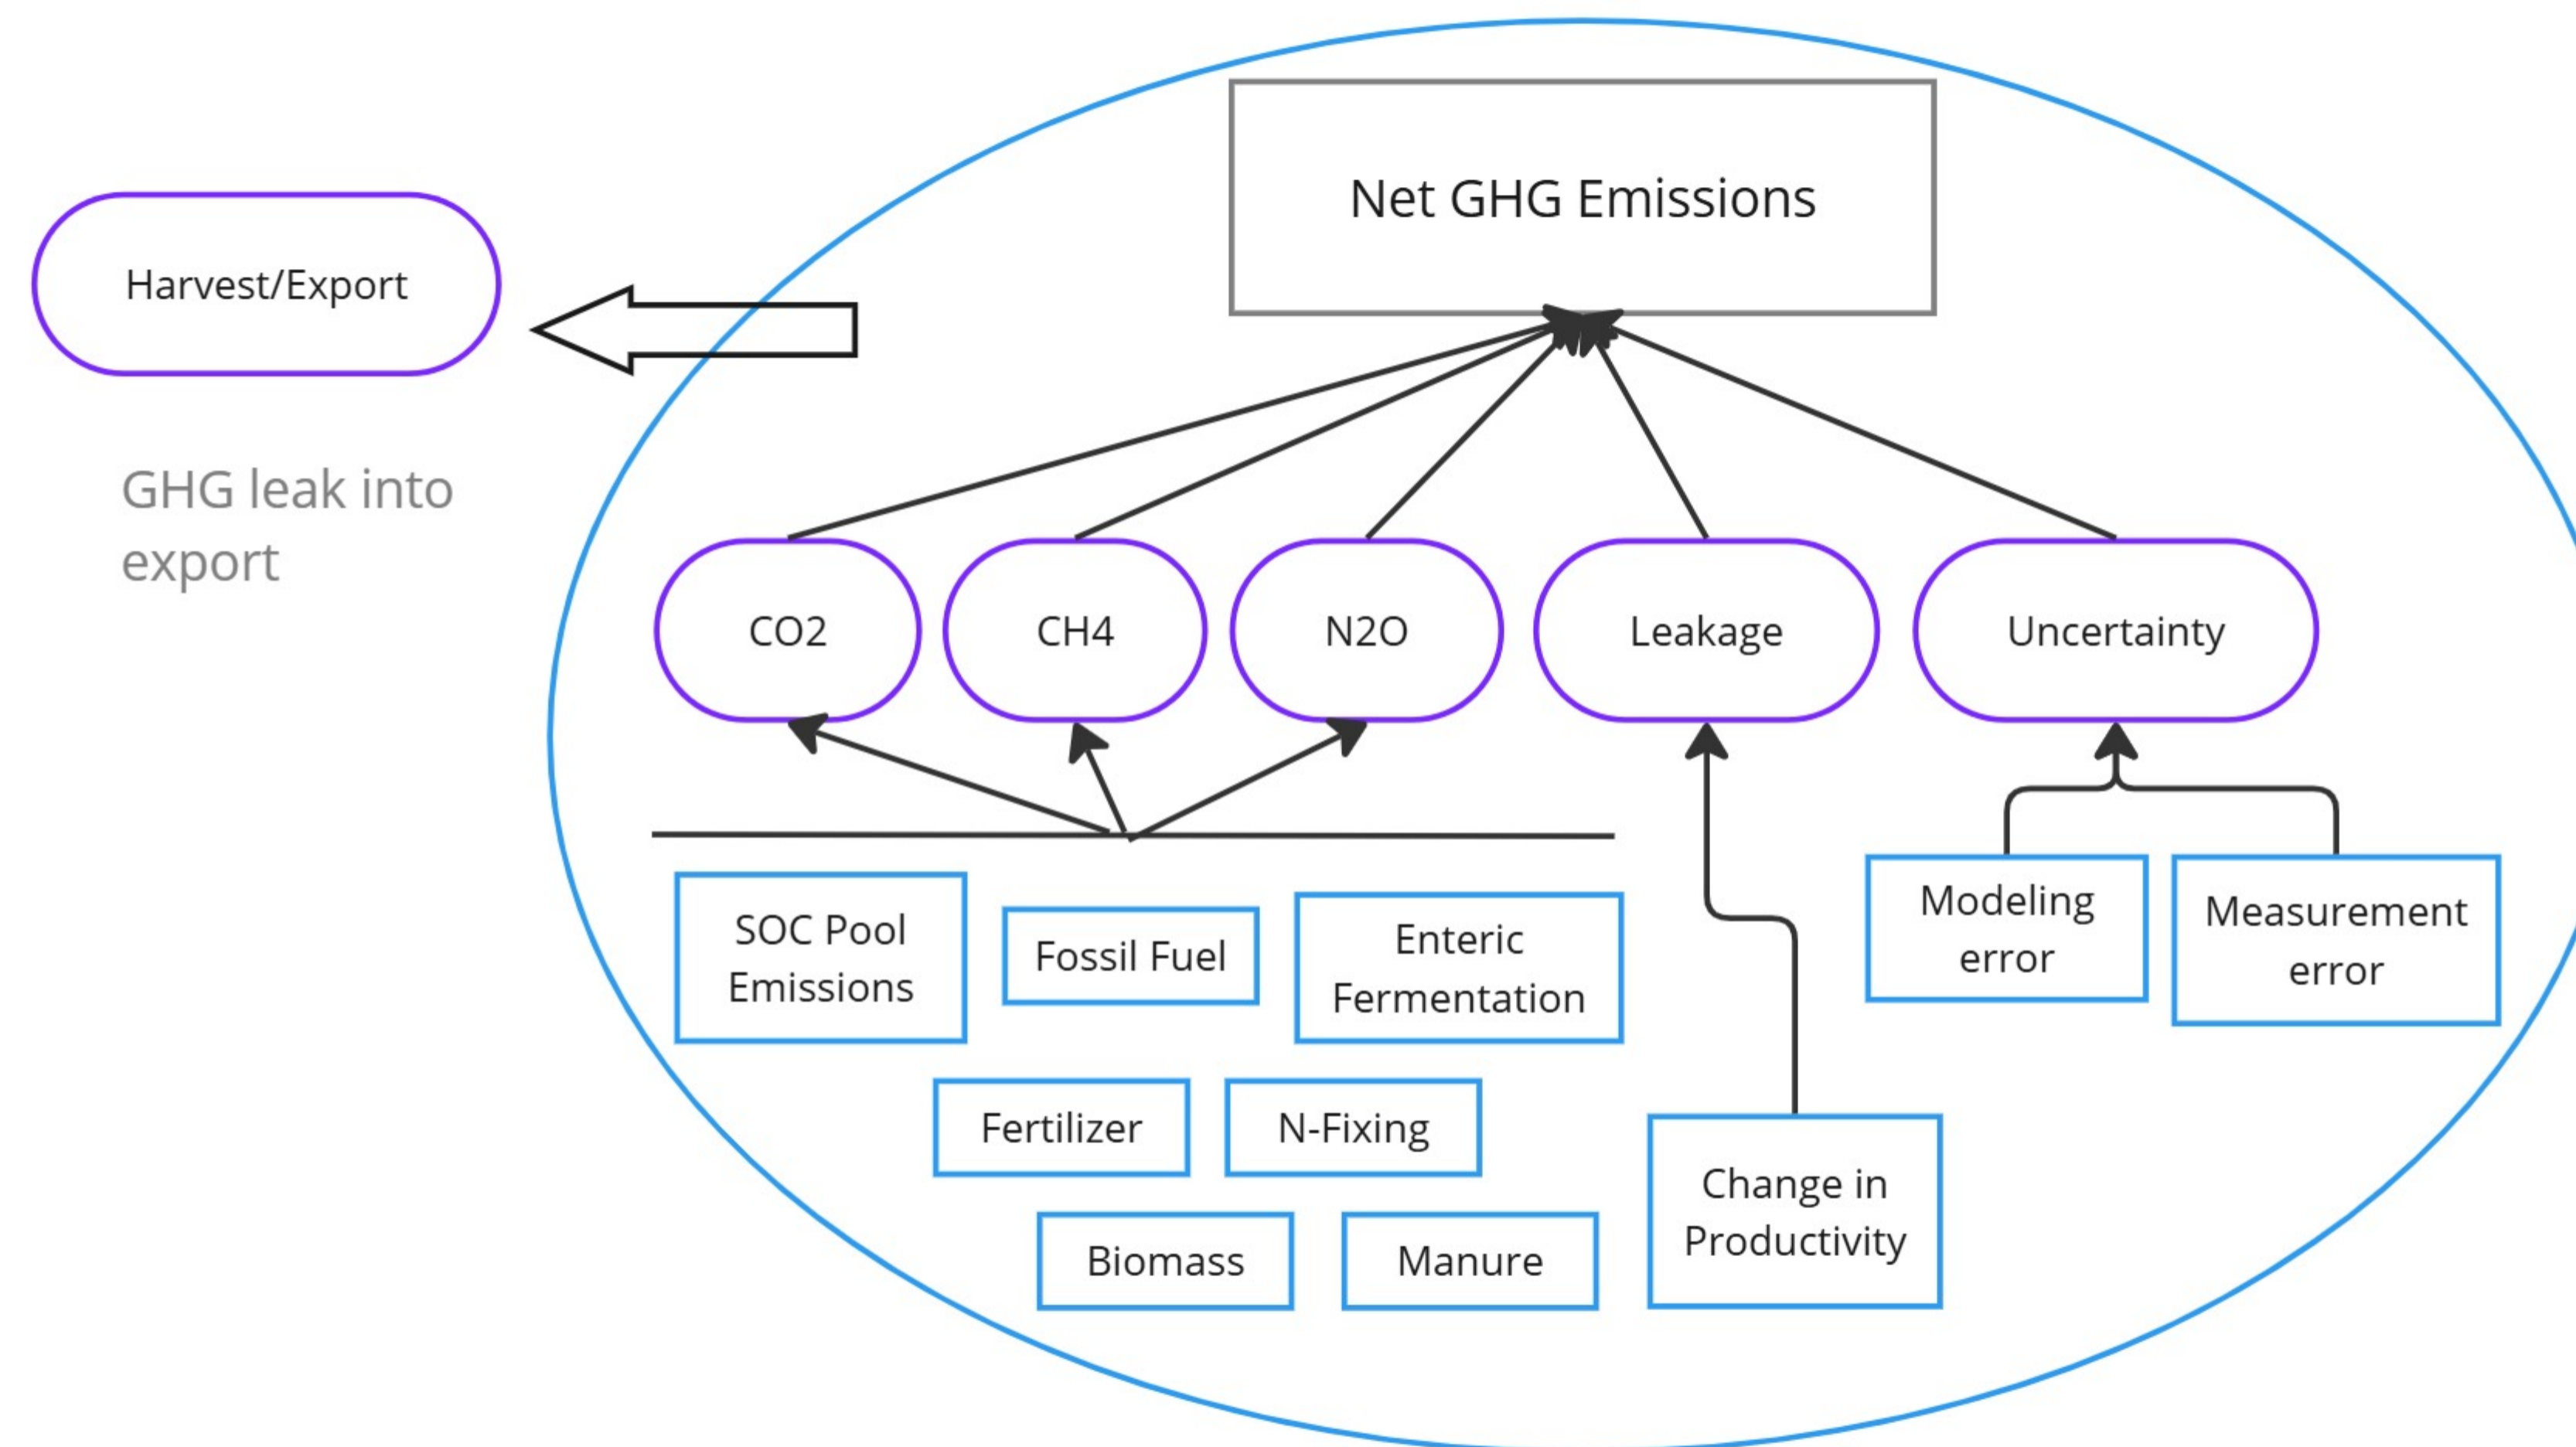 Net GHG Emissions
Harvest/Export
GHG leak into
export
CO2
CH4
N2O
Leakage
Uncertainty
SOC Pool
Emissions
Fossil Fuel
Enteric
Fermentation
Modeling
error
Measurement
error
Fertilizer
N-Fixing
Change in
Productivity
Biomass
Manure